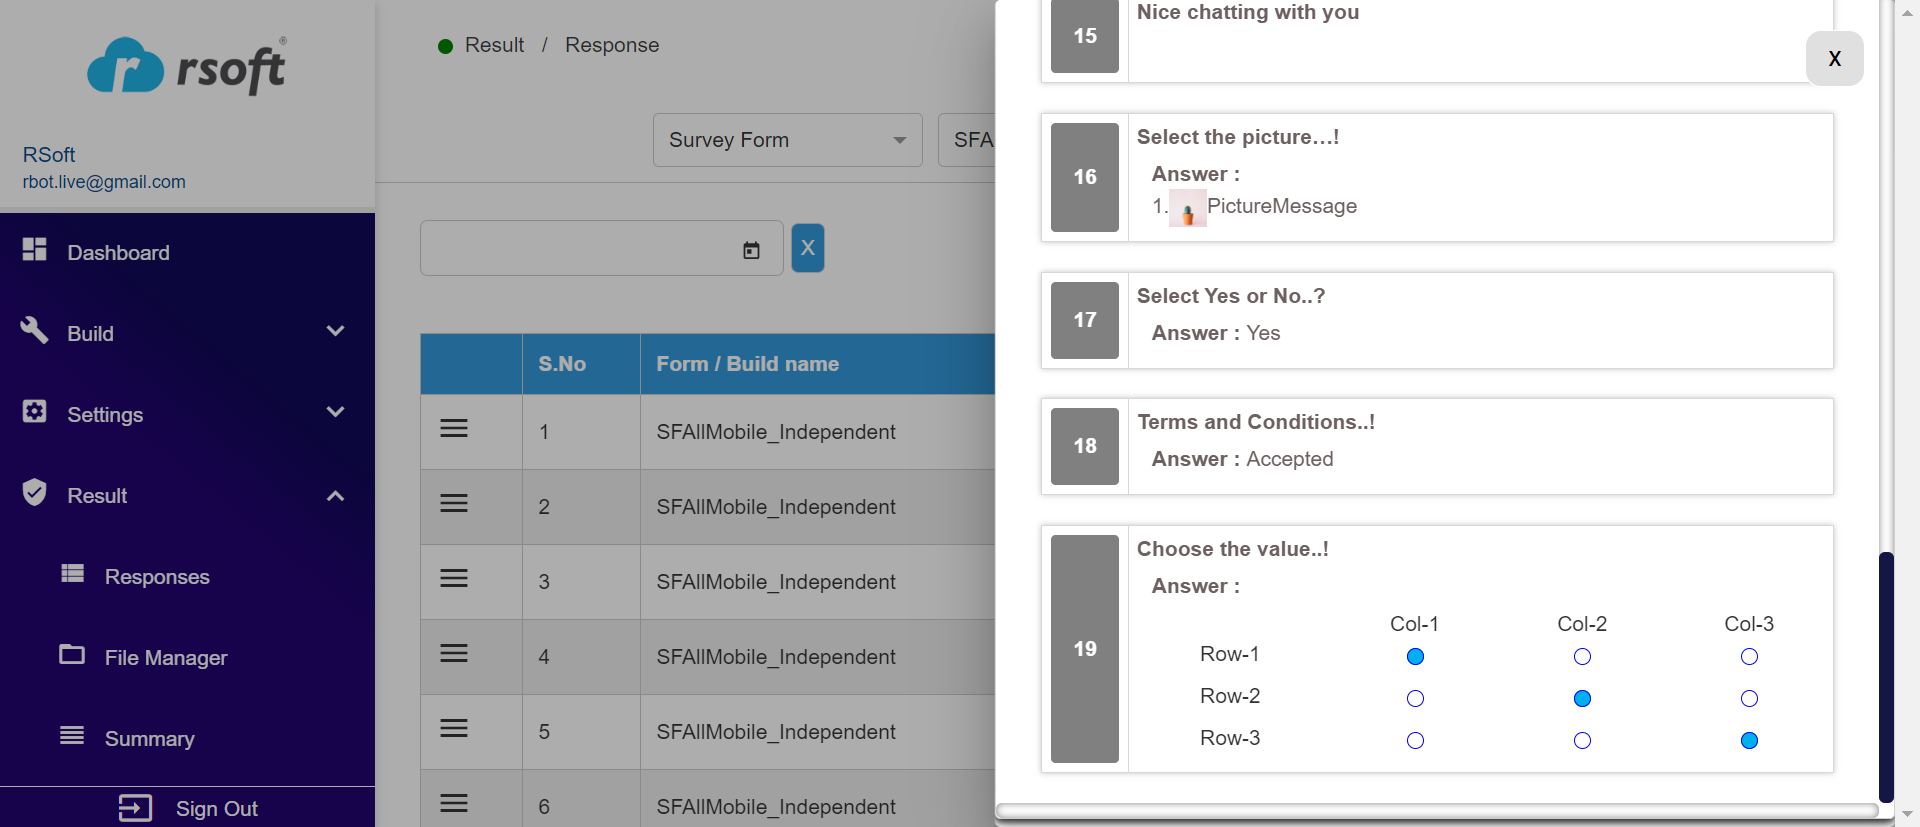 rsoft®
RSoft
rbot.live@gmail.com
Dashboard
Build
Settings
Result
Responses
File Manager
Summary
Sign Out
Result / Response
Survey Form
SFA
X
S.No Form / Build name
1 SFAllMobile_Independent
2 SFAllMobile_Independent
3 SFAllMobile_Independent
4 SFAllMobile_Independent
5 SFAllMobile_Independent
6 SFAllMobile_Independent
X
15 Nice chatting with you
16 Select the picture...!
Answer :
1. PictureMessage
17 Select Yes or No..?
Answer : Yes
18 Terms and Conditions..!
Answer : Accepted
19 Choose the value..!
Answer :
Col-1 Col-2 Col-3
Row-1
Row-2
Row-3